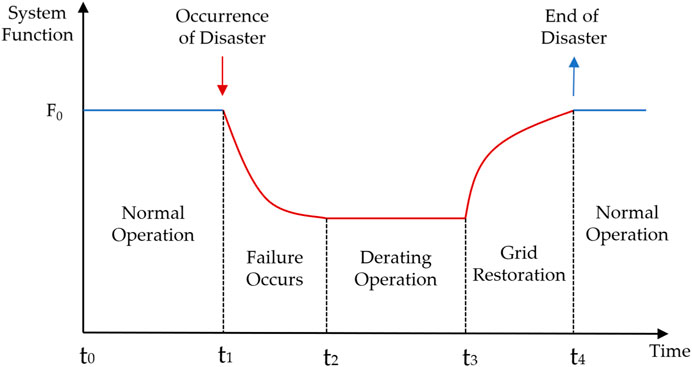 System
Function
Occurrence
of Disaster
End of
Disaster
F0
Normal
Operation
Failure
Occurs
Derating
Operation
Grid
Restoration
Normal
Operation
t0
t1
t2
t3
t4
Time